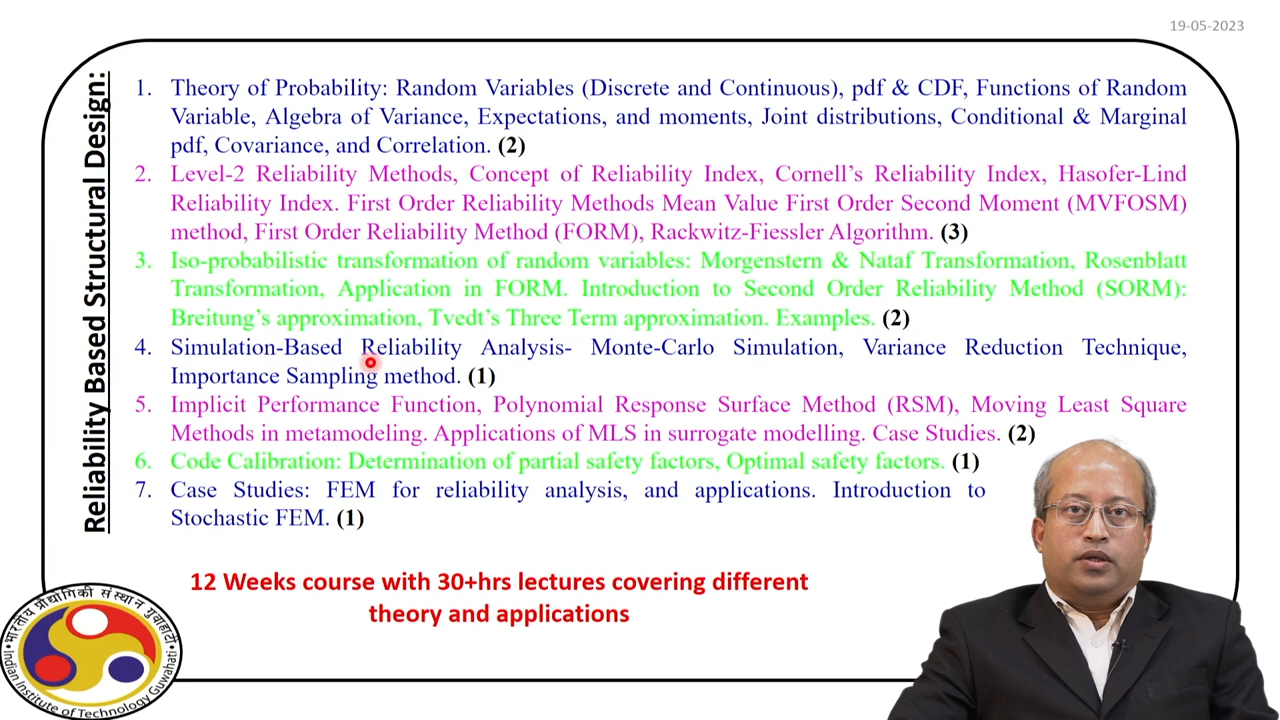 19-05-2023
Reliability Based Structural Design:
1. Theory of Probability: Random Variables (Discrete and Continuous), pdf & CDF, Functions of Random
Variable, Algebra of Variance, Expectations, and moments, Joint distributions, Conditional & Marginal
pdf, Covariance, and Correlation. (2)
2. Level-2 Reliability Methods, Concept of Reliability Index, Cornell's Reliability Index, Hasofer-Lind
Reliability Index. First Order Reliability Methods Mean Value First Order Second Moment (MVFOSM)
method, First Order Reliability Method (FORM), Rackwitz-Fiessler Algorithm. (3)
3. Iso-probabilistic transformation of random variables: Morgenstern & Nataf Transformation, Rosenblatt
Transformation, Application in FORM. Introduction to Second Order Reliability Method (SORM):
Breitung's approximation, Tvedt's Three Term approximation. Examples. (2)
4. Simulation-Based Reliability Analysis- Monte-Carlo Simulation, Variance Reduction Technique,
Importance Sampling method. (1)
5. Implicit Performance Function, Polynomial Response Surface Method (RSM), Moving Least Square
Methods in metamodeling. Applications of MLS in surrogate modelling. Case Studies. (2)
6. Code Calibration: Determination of partial safety factors, Optimal safety factors. (1)
7. Case Studies: FEM for reliability analysis, and applications. Introduction to
Stochastic FEM. (1)
12 Weeks course with 30+hrs lectures covering different
theory and applications
भारतीय प्रौद्योगिकी संस्थान गुवाहाटी
Indian Institute of Technology Guwahati